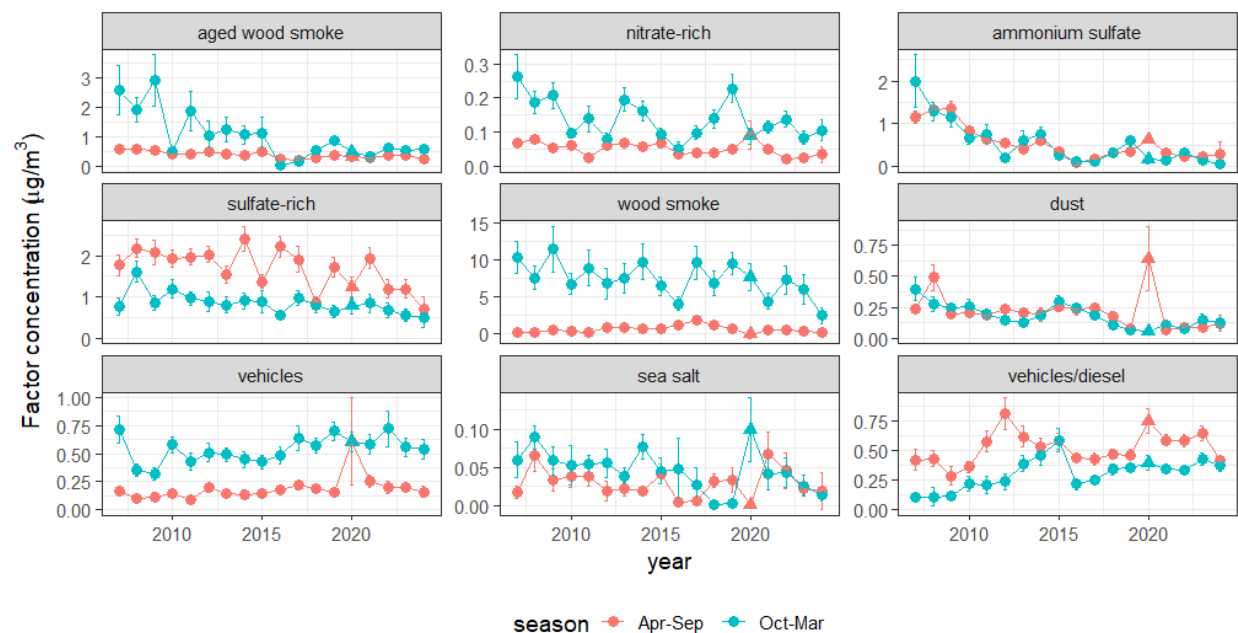 aged wood smoke nitrate-rich ammonium sulfate
3 2 1 0
0.3 0.2 0.1 0.0
2 1 0
sulfate-rich wood smoke dust
2 1 0
15 10 5 0
0.75 0.50 0.25 0.00
vehicles sea salt vehicles/diesel
1.00 0.75 0.50 0.25 0.00
0.10 0.05 0.00
0.75 0.50 0.25 0.00
Factor concentration (μg/m³)
2010 2015 2020 2010 2015 2020 2010 2015 2020
year
season Apr-Sep Oct-Mar